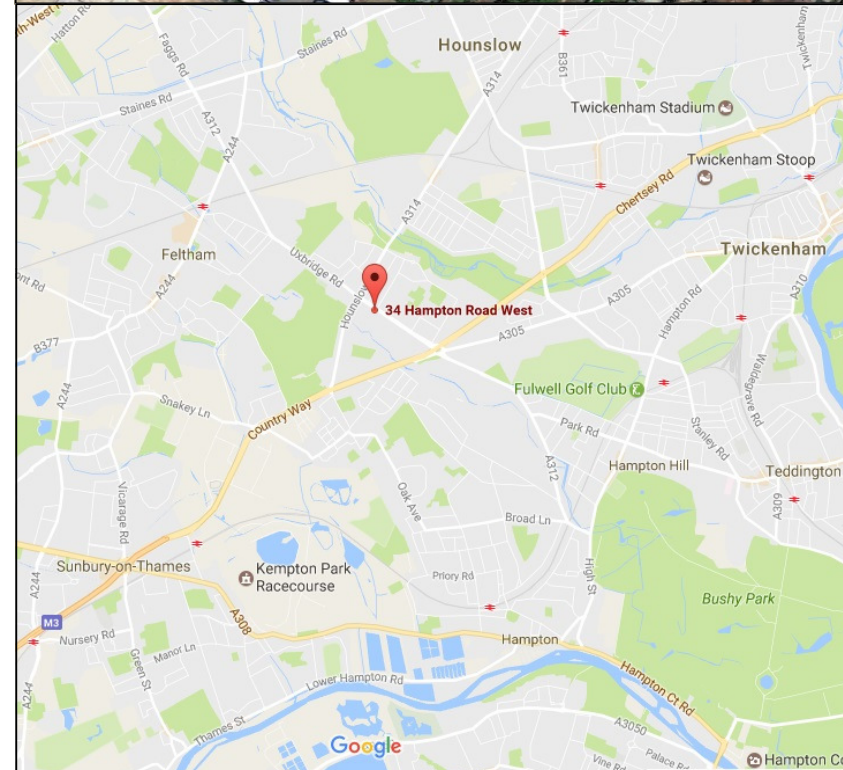 Hatton Rd
Faggs Rd
Staines Rd
Hounslow
A314
B361
Staines Rd
A312
A244
Twickenham Stadium
Twickenham Stoop
Chertsey Rd
A314
Feltham
Uxbridge Rd
Twickenham
A244
Hounslow
34 Hampton Road West
A305
A310
Hampton Rd
A305
B377
Waldegrave Rd
A244
Snakey Ln
Fulwell Golf Club
Country Way
Park Rd
Stanley Rd
A312
Hampton Hill
Teddington
Vicarage Rd
Oak Ave
A309
Broad Ln
High St
Sunbury-on-Thames
Kempton Park
Racecourse
Priory Rd
Bushy Park
A244
M3
A308
Nursery Rd
Hampton
Manor Ln
Green St
Lower Hampton Rd
Hampton Ct Rd
A244
Thames St
A3050
Google
Vine Rd
Palace Rd
Hampton